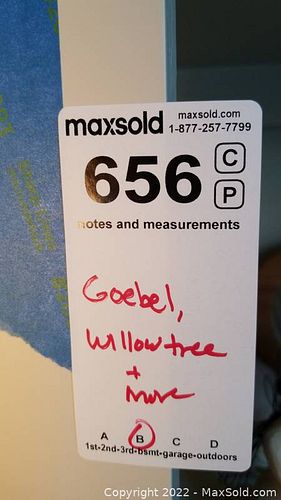 maxsold
maxsold.com
1-877-257-7799
656
C
P
notes and measurements
Goebel,
Willowtree
+
more
A B C D
1st-2nd-3rd-bsmt-garage-outdoors
Copyright © 2022 - MaxSold.com